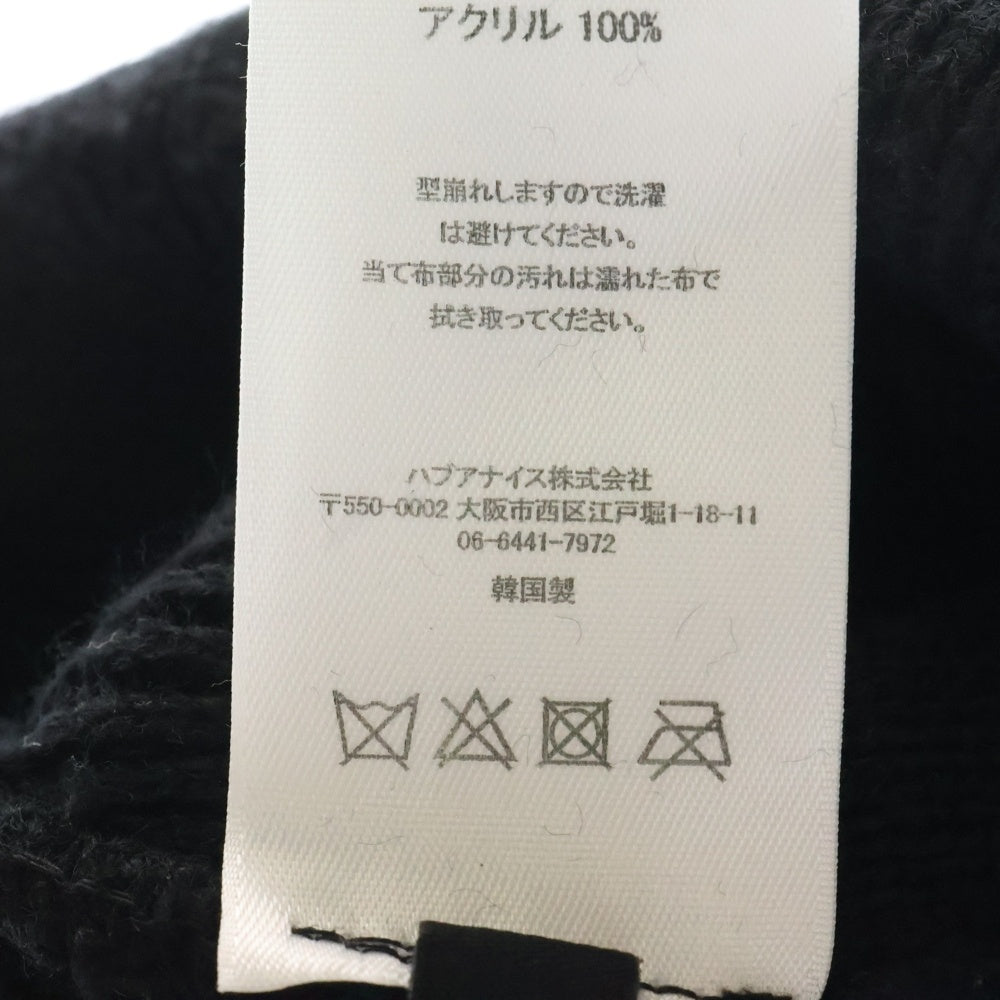 アクリル 100%
型崩れしますので洗濯
は避けてください。
当て布部分の汚れは濡れた布で
拭き取ってください。
ハブアナイス株式会社
〒550-0002 大阪市西区江戸堀1-18-11
06-6441-7972
韓国製